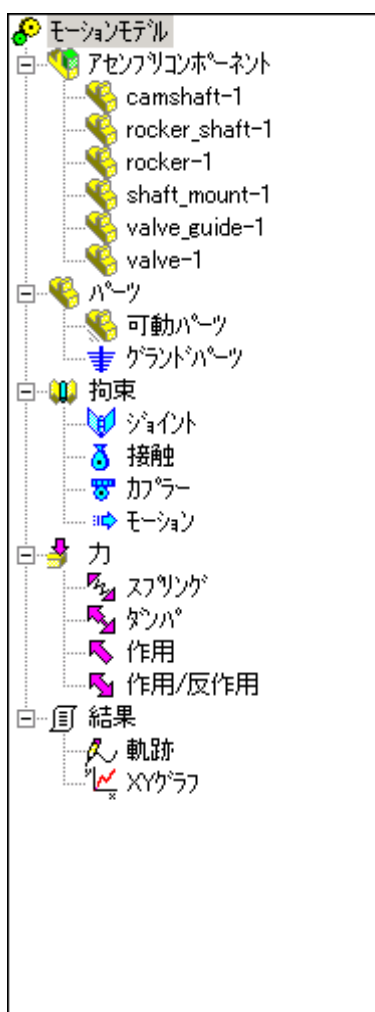 ﾓｰｼｮﾝﾓﾃﾞﾙ
ｱｾﾝﾌﾞﾘｺﾝﾎﾟｰﾈﾝﾄ
camshaft-1
rocker_shaft-1
rocker-1
shaft_mount-1
valve_guide-1
valve-1
ﾊﾟｰﾂ
可動ﾊﾟｰﾂ
ｸﾞﾗﾝﾄﾞﾊﾟｰﾂ
拘束
ｼﾞｮｲﾝﾄ
接触
ｶﾌﾟﾗｰ
ﾓｰｼｮﾝ
力
ｽﾌﾟﾘﾝｸﾞ
ﾀﾞﾝﾊﾟ
作用
作用/反作用
結果
軌跡
XYｸﾞﾗﾌ